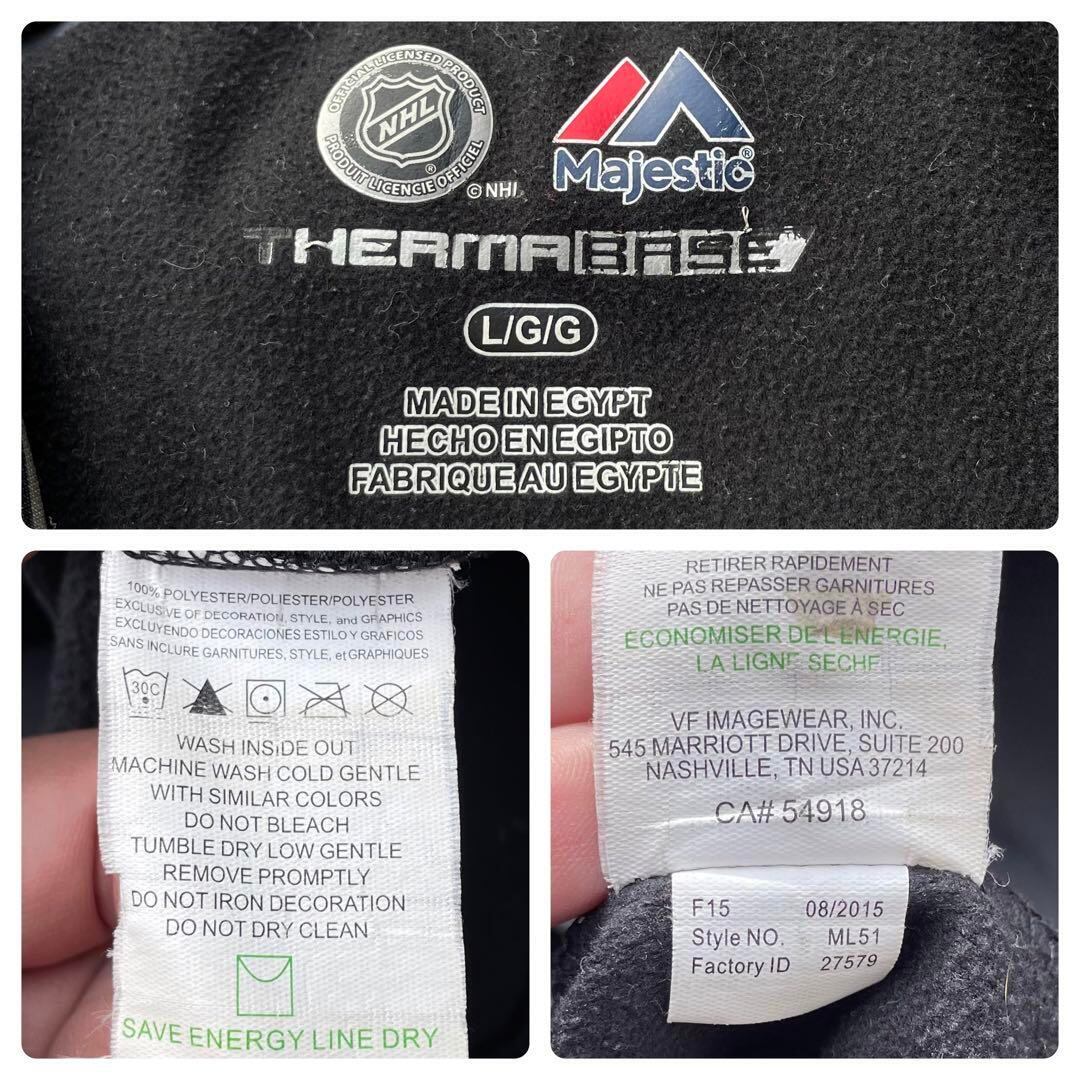 OFFICIAL LICENSED PRODUCT
NHL
®
PRODUIT LICENCIE OFFICIEL
© NHL
Majestic®
THERMABASE
L/G/G
MADE IN EGYPT
HECHO EN EGIPTO
FABRIQUE AU EGYPTE
100% POLYESTER/POLIESTER/POLYESTER
EXCLUSIVE OF DECORATION, STYLE, and GRAPHICS
EXCLUYENDO DECORACIONES ESTILO Y GRAFICOS
SANS INCLURE GARNITURES, STYLE, et GRAPHIQUES
30C
WASH INSIDE OUT
MACHINE WASH COLD GENTLE
WITH SIMILAR COLORS
DO NOT BLEACH
TUMBLE DRY LOW GENTLE
REMOVE PROMPTLY
DO NOT IRON DECORATION
DO NOT DRY CLEAN
SAVE ENERGY LINE DRY
RETIRER RAPIDEMENT
NE PAS REPASSER GARNITURES
PAS DE NETTOYAGE À SEC
ECONOMISER DE L'ENERGIE,
LA LIGNE SECHE
VF IMAGEWEAR, INC.
545 MARRIOTT DRIVE, SUITE 200
NASHVILLE, TN USA 37214
CA# 54918
F15 08/2015
Style NO. ML51
Factory ID 27579